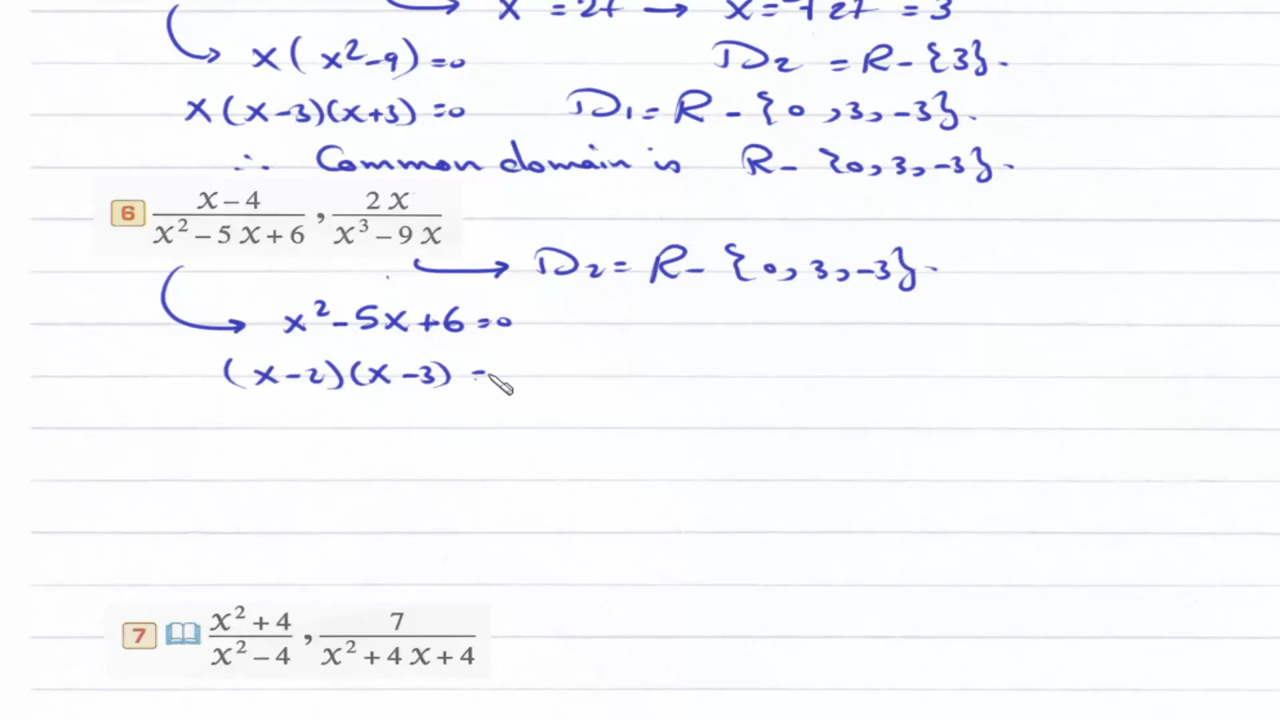 x = 27 → x = ∛27 = 3
x(x²-9)=0 D₂ = R-{3}.
x(x-3)(x+3)=0 D₁= R-{0,3,-3}.
∴ Common domain is R-{0,3,-3}.
6 (x-4)/(x²-5x+6) , (2x)/(x³-9x)
D₂= R-{0,3,-3}.
x²-5x+6=0
(x-2)(x-3) =
7 (x²+4)/(x²-4) , 7/(x²+4x+4)